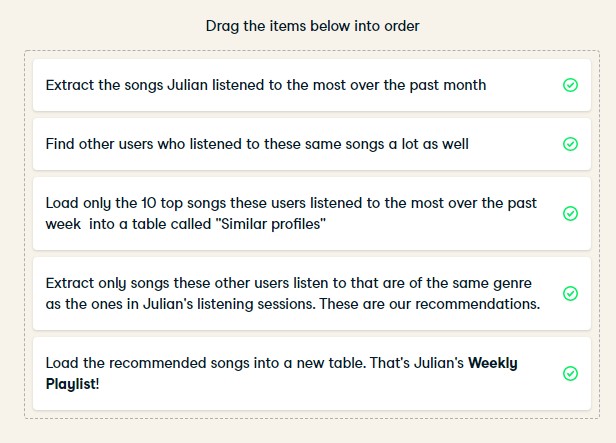 Drag the items below into order
Extract the songs Julian listened to the most over the past month
Find other users who listened to these same songs a lot as well
Load only the 10 top songs these users listened to the most over the past
week into a table called "Similar profiles"
Extract only songs these other users listen to that are of the same genre
as the ones in Julian's listening sessions. These are our recommendations.
Load the recommended songs into a new table. That's Julian's Weekly
Playlist!